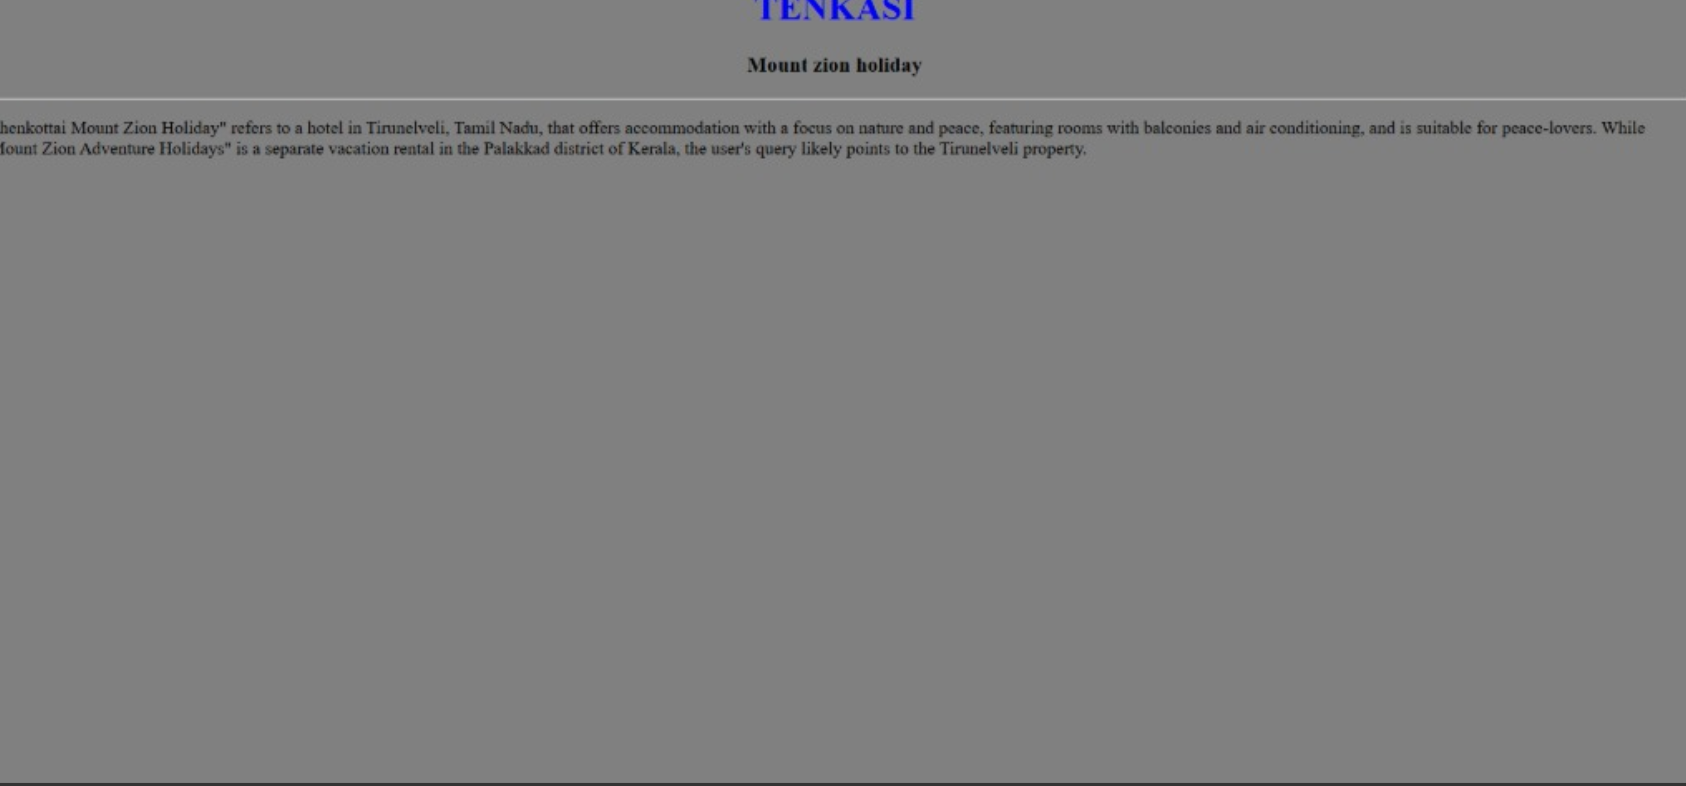 TENKASI
Mount zion holiday
henkottai Mount Zion Holiday" refers to a hotel in Tirunelveli, Tamil Nadu, that offers accommodation with a focus on nature and peace, featuring rooms with balconies and air conditioning, and is suitable for peace-lovers. While
Mount Zion Adventure Holidays" is a separate vacation rental in the Palakkad district of Kerala, the user's query likely points to the Tirunelveli property.